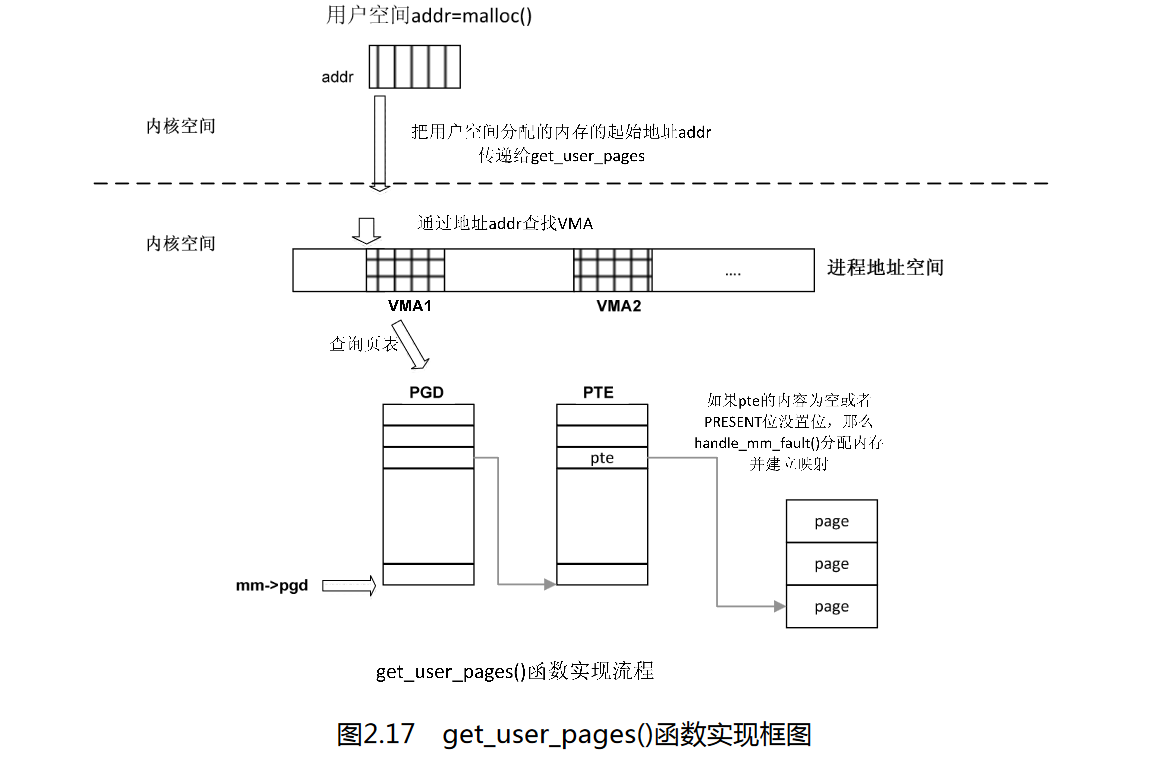 用户空间addr=malloc()
addr
内核空间
把用户空间分配的内存的起始地址addr
传递给get_user_pages
内核空间
通过地址addr查找VMA
....
进程地址空间
VMA1
VMA2
查询页表
PGD
PTE
如果pte的内容为空或者
PRESENT位没置位，那么
handle_mm_fault()分配内存
并建立映射
pte
page
page
mm->pgd
page
get_user_pages()函数实现流程
图2.17 get_user_pages()函数实现框图